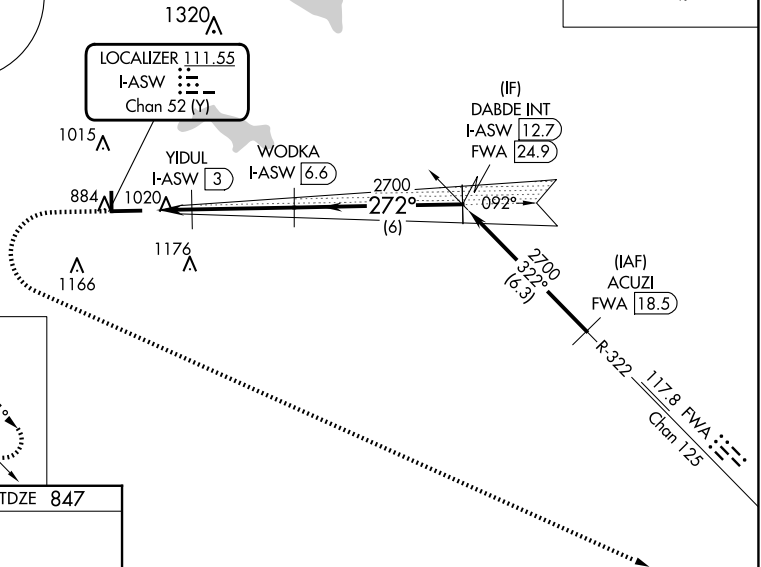 1320
LOCALIZER 111.55
I-ASW
Chan 52 (Y)
(IF)
DABDE INT
I-ASW 12.7
FWA 24.9
1015
YIDUL
I-ASW 3
WODKA
I-ASW 6.6
884
1020
2700
272°
(6)
092°
1176
1166
2700
322°
(6.3)
(IAF)
ACUZI
FWA 18.5
R-322
117.8 FWA
Chan 125
TDZE 847